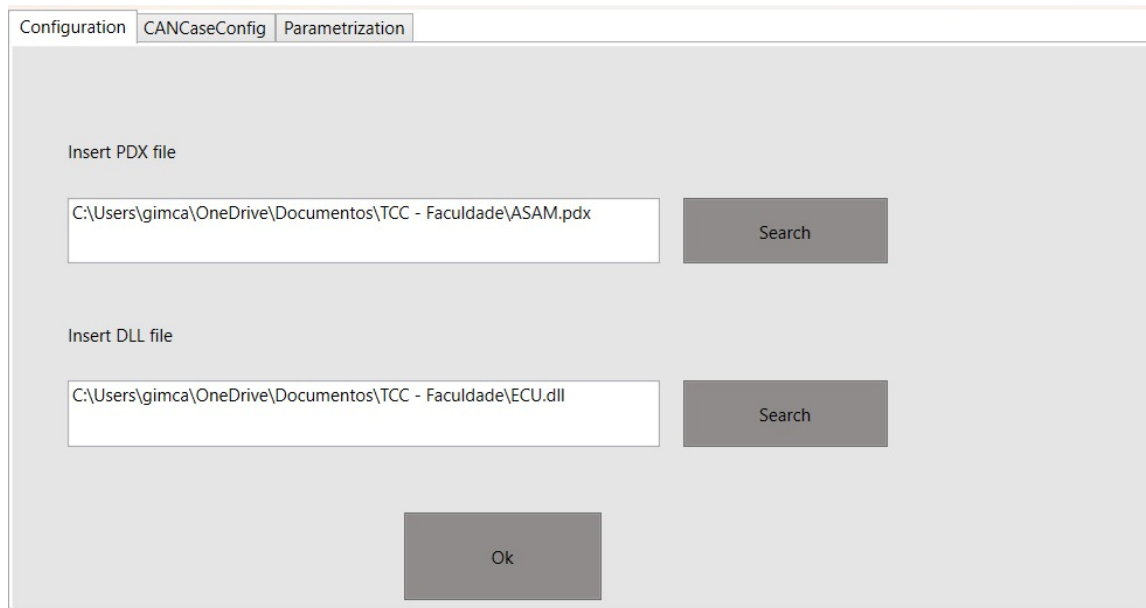 Configuration CANCaseConfig Parametrization
Insert PDX file
C:\Users\gimca\OneDrive\Documentos\TCC - Faculdade\ASAM.pdx
Search
Insert DLL file
C:\Users\gimca\OneDrive\Documentos\TCC - Faculdade\ECU.dll
Search
Ok